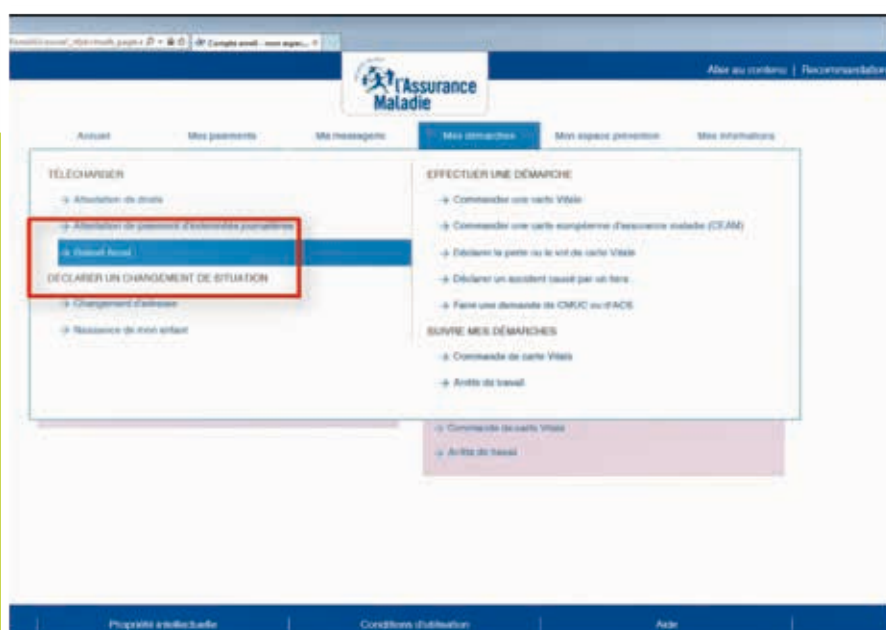 Compte ameli - mon espa...
l'Assurance
Maladie
Aller au contenu | Recommandation
Accueil
Mes paiements
Ma messagerie
Mes démarches
Mon espace prévention
Mes informations
TÉLÉCHARGER
→ Attestation de droits
→ Attestation de paiement d'indemnités journalières
→ Relevé fiscal
DÉCLARER UN CHANGEMENT DE SITUATION
→ Changement d'adresse
→ Naissance de mon enfant
EFFECTUER UNE DÉMARCHE
→ Commander une carte Vitale
→ Commander une carte européenne d'assurance maladie (CEAM)
→ Déclarer la perte ou le vol de carte Vitale
→ Déclarer un accident causé par un tiers
→ Faire une demande de CMUC ou d'ACS
SUIVRE MES DÉMARCHES
→ Commande de carte Vitale
→ Arrêts de travail
→ Commande de carte Vitale
→ Arrêts de travail
Propriété intellectuelle | Conditions d'utilisation | Aide |